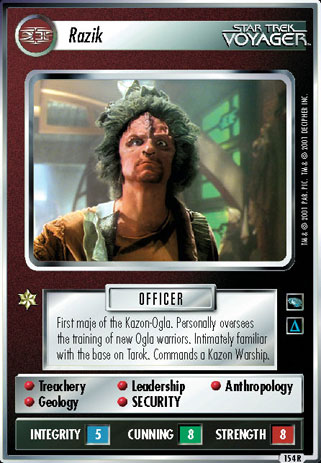 Razik
STAR TREK
VOYAGER™
™ & © 2001 PAR. PIC. TM & © 2001 DECIPHER INC.
OFFICER
First maje of the Kazon-Ogla. Personally oversees
the training of new Ogla warriors. Intimately familiar
with the base on Tarok. Commands a Kazon Warship.
Treachery Leadership Anthropology
Geology SECURITY
INTEGRITY 5 CUNNING 8 STRENGTH 8
154 R